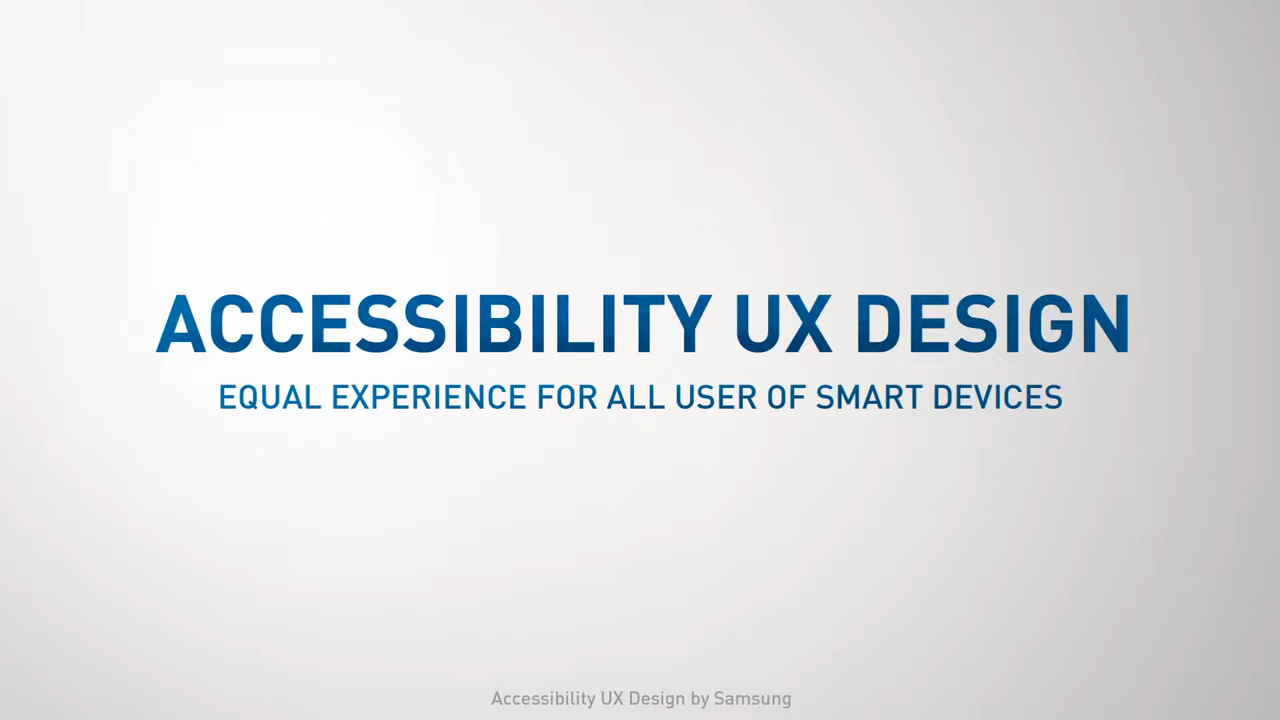 ACCESSIBILITY UX DESIGN
EQUAL EXPERIENCE FOR ALL USER OF SMART DEVICES
Accessibility UX Design by Samsung